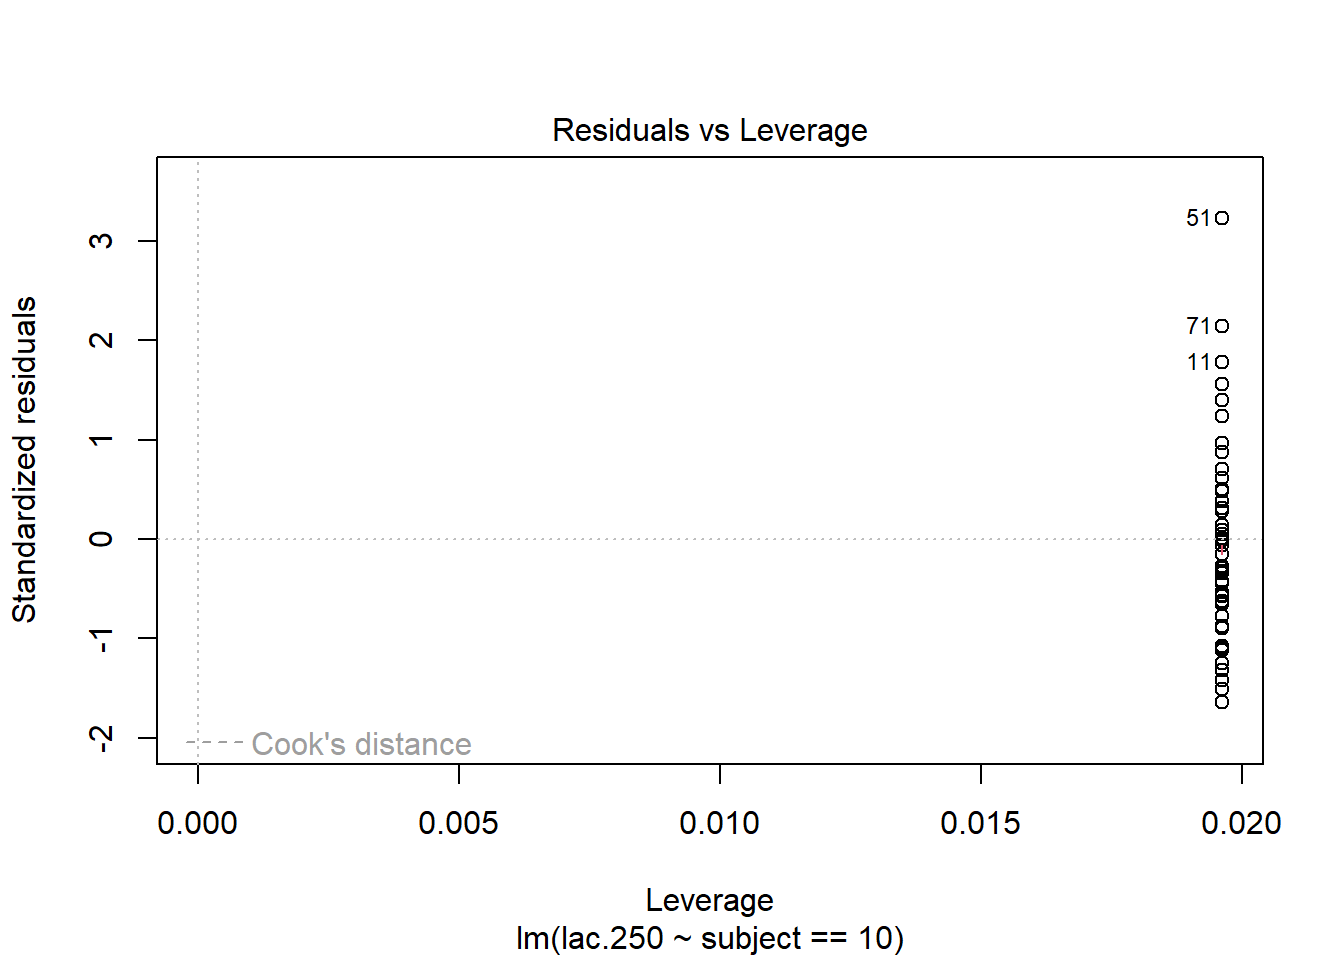 Residuals vs Leverage
Standardized residuals
3
2
1
0
-1
-2
51
71
11
Cook's distance
0.000 0.005 0.010 0.015 0.020
Leverage
lm(lac.250 ~ subject == 10)